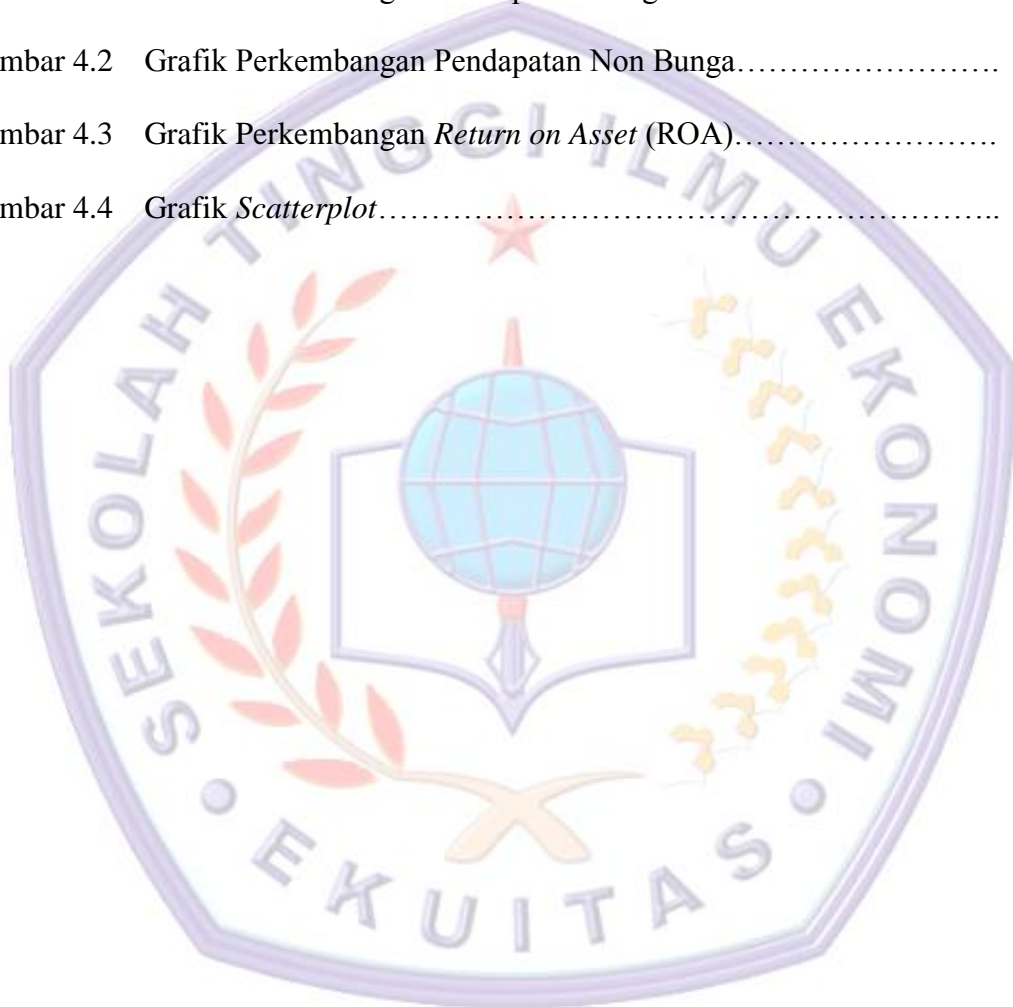 mbar 4.2 Grafik Perkembangan Pendapatan Non Bunga…………………….
mbar 4.3 Grafik Perkembangan Return on Asset (ROA)…………………….
mbar 4.4 Grafik Scatterplot…………………………………………………..
SEKOLAH TINGGI ILMU EKONOMI
• EKUITAS •